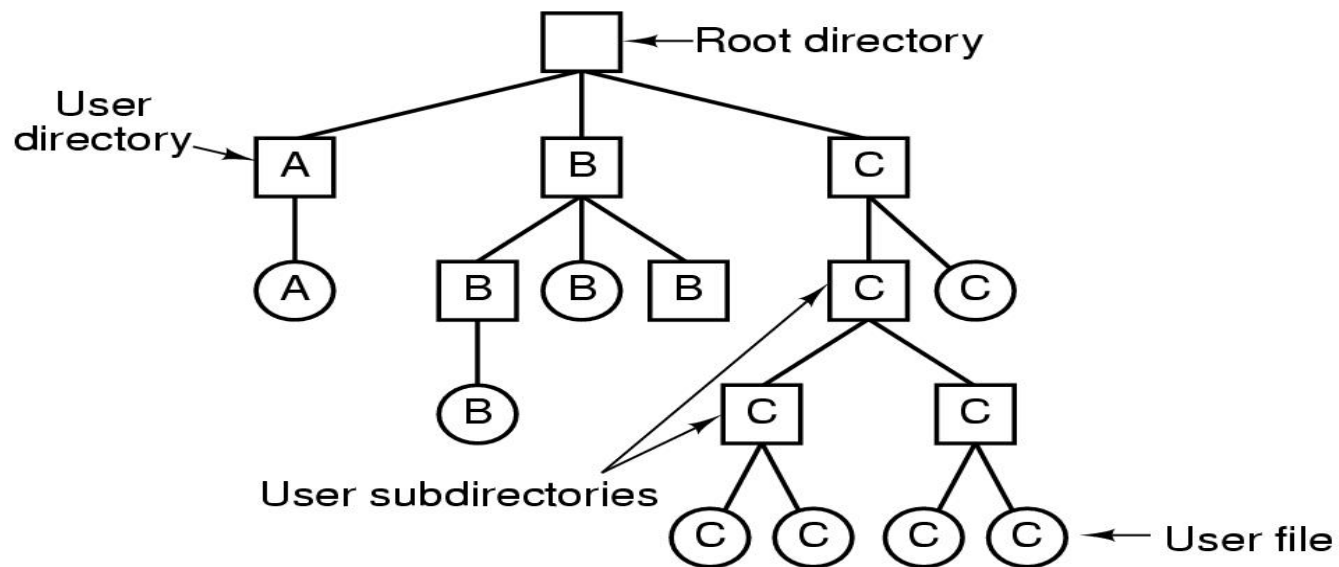 Root directory
User
directory
A B C
A B B B C C
B C C
User subdirectories
C C C C
User file